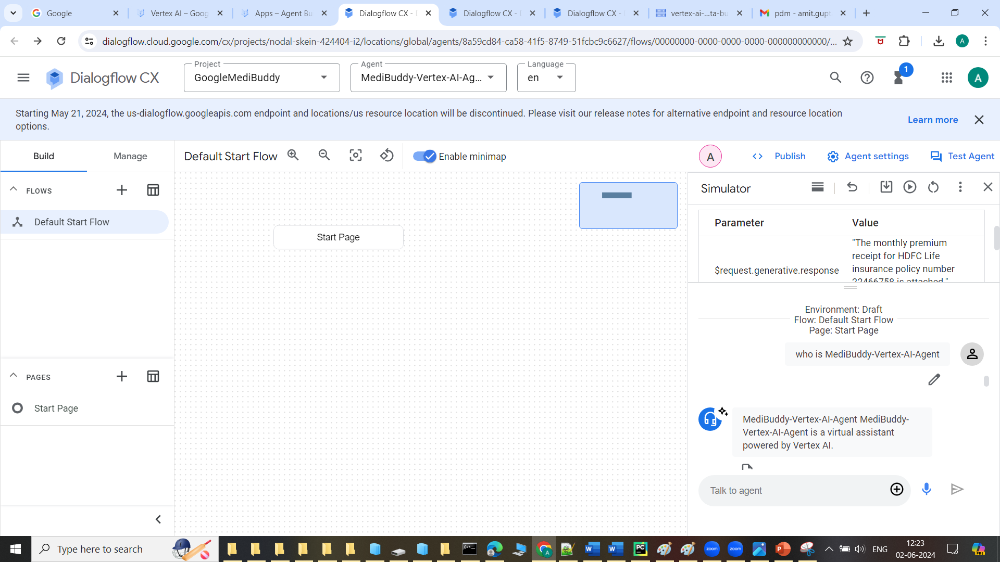 Google
Vertex AI – Goog
Apps – Agent Bu
Dialogflow CX -
Dialogflow CX -
Dialogflow CX -
vertex-ai-...ta-bu
pdm - amit.gupt
dialogflow.cloud.google.com/cx/projects/nodal-skein-424404-i2/locations/global/agents/8a59cd84-ca58-41f5-8749-51fcbc9c6627/flows/00000000-0000-0000-0000-000000000000/...
A
Dialogflow CX
Project
GoogleMediBuddy
Agent
MediBuddy-Vertex-AI-Ag...
Language
en
1
A
Starting May 21, 2024, the us-dialogflow.googleapis.com endpoint and locations/us resource location will be discontinued. Please visit our release notes for alternative endpoint and resource location
options.
Learn more
Build
Manage
Default Start Flow
Enable minimap
A
Publish
Agent settings
Test Agent
FLOWS
Default Start Flow
PAGES
Start Page
Start Page
Simulator
Parameter
Value
$request.generative.response
"The monthly premium
receipt for HDFC Life
insurance policy number
22466758 is attached."
Environment: Draft
Flow: Default Start Flow
Page: Start Page
who is MediBuddy-Vertex-AI-Agent
MediBuddy-Vertex-AI-Agent MediBuddy-
Vertex-AI-Agent is a virtual assistant
powered by Vertex AI.
Talk to agent
Type here to search
C:\
W
W
PC
zoom
zoom
P
ENG
12:23
02-06-2024
PRE